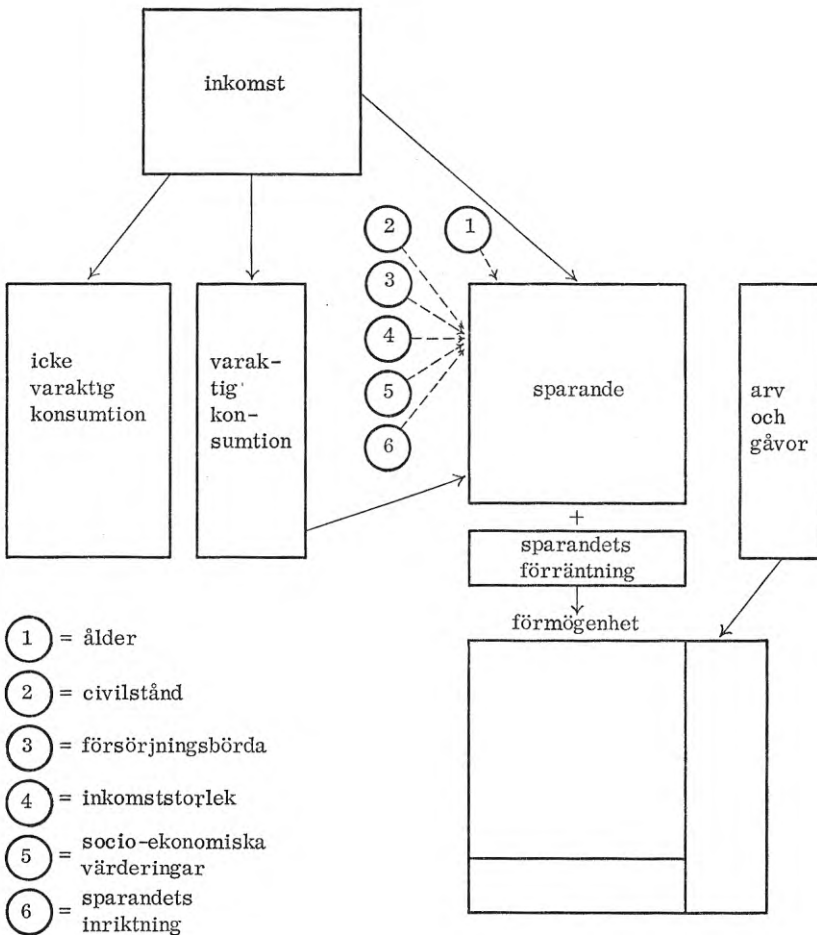 inkomst
2
1
3
4
5
6
icke
varaktig
konsumtion
varak-
tig
kon-
sumtion
sparande
arv
och
gåvor
+
sparandets
förräntning
förmögenhet
1 = ålder
2 = civilstånd
3 = försörjningsbörda
4 = inkomststorlek
5 = socio-ekonomiska
värderingar
6 = sparandets
inriktning